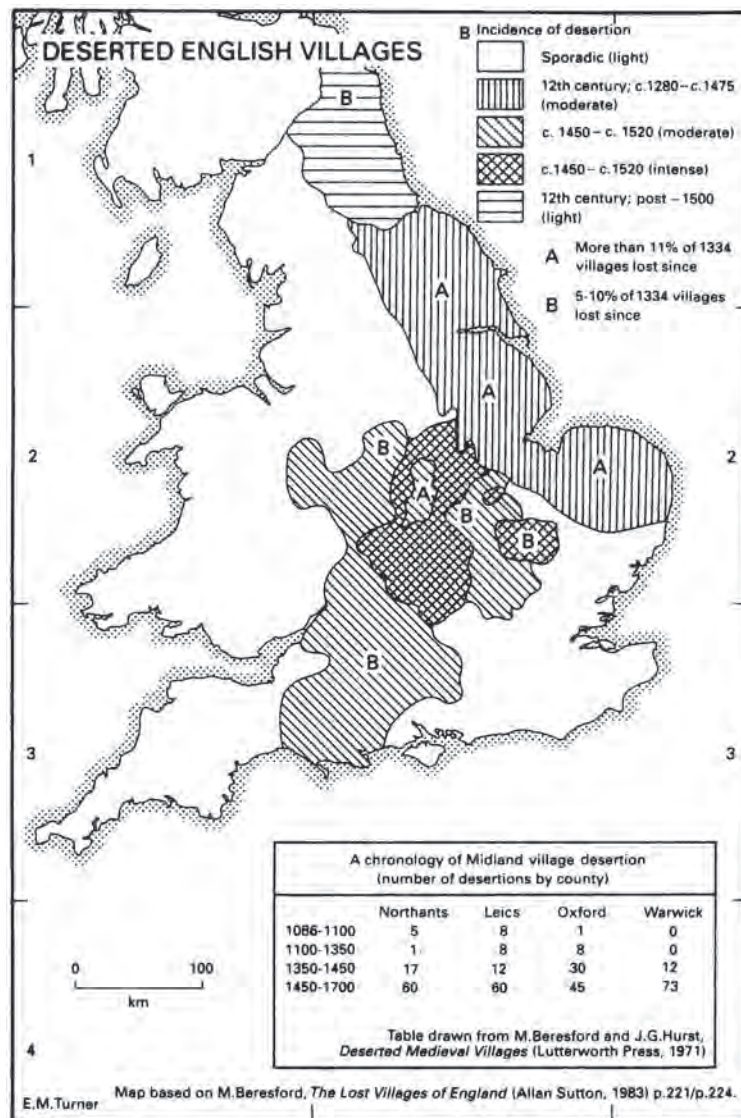 DESERTED ENGLISH VILLAGES
B Incidence of desertion
Sporadic (light)
12th century; c.1280–c.1475
(moderate)
c. 1450–c. 1520 (moderate)
c.1450–c.1520 (intense)
12th century; post–1500
(light)
A More than 11% of 1334
villages lost since
B 5-10% of 1334 villages
lost since
B
1
A
A
2
B
A
A
B
B
2
B
3
3
A chronology of Midland village desertion
(number of desertions by county)
Northants Leics Oxford Warwick
1086-1100 5 8 1 0
1100-1350 1 8 8 0
1350-1450 17 12 30 12
1450-1700 60 60 45 73
Table drawn from M.Beresford and J.G.Hurst,
Deserted Medieval Villages (Lutterworth Press, 1971)
0 100
km
4
E.M.Turner
Map based on M.Beresford, The Lost Villages of England (Allan Sutton, 1983) p.221/p.224.